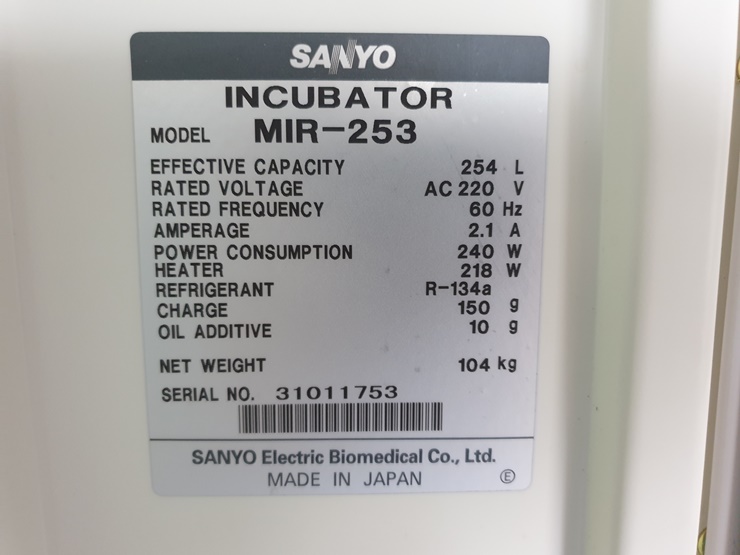 SANYO
INCUBATOR
MODEL MIR-253
EFFECTIVE CAPACITY 254 L
RATED VOLTAGE AC 220 V
RATED FREQUENCY 60 Hz
AMPERAGE 2.1 A
POWER CONSUMPTION 240 W
HEATER 218 W
REFRIGERANT R-134a
CHARGE 150 g
OIL ADDITIVE 10 g
NET WEIGHT 104 kg
SERIAL NO. 31011753
SANYO Electric Biomedical Co., Ltd.
MADE IN JAPAN Ⓔ